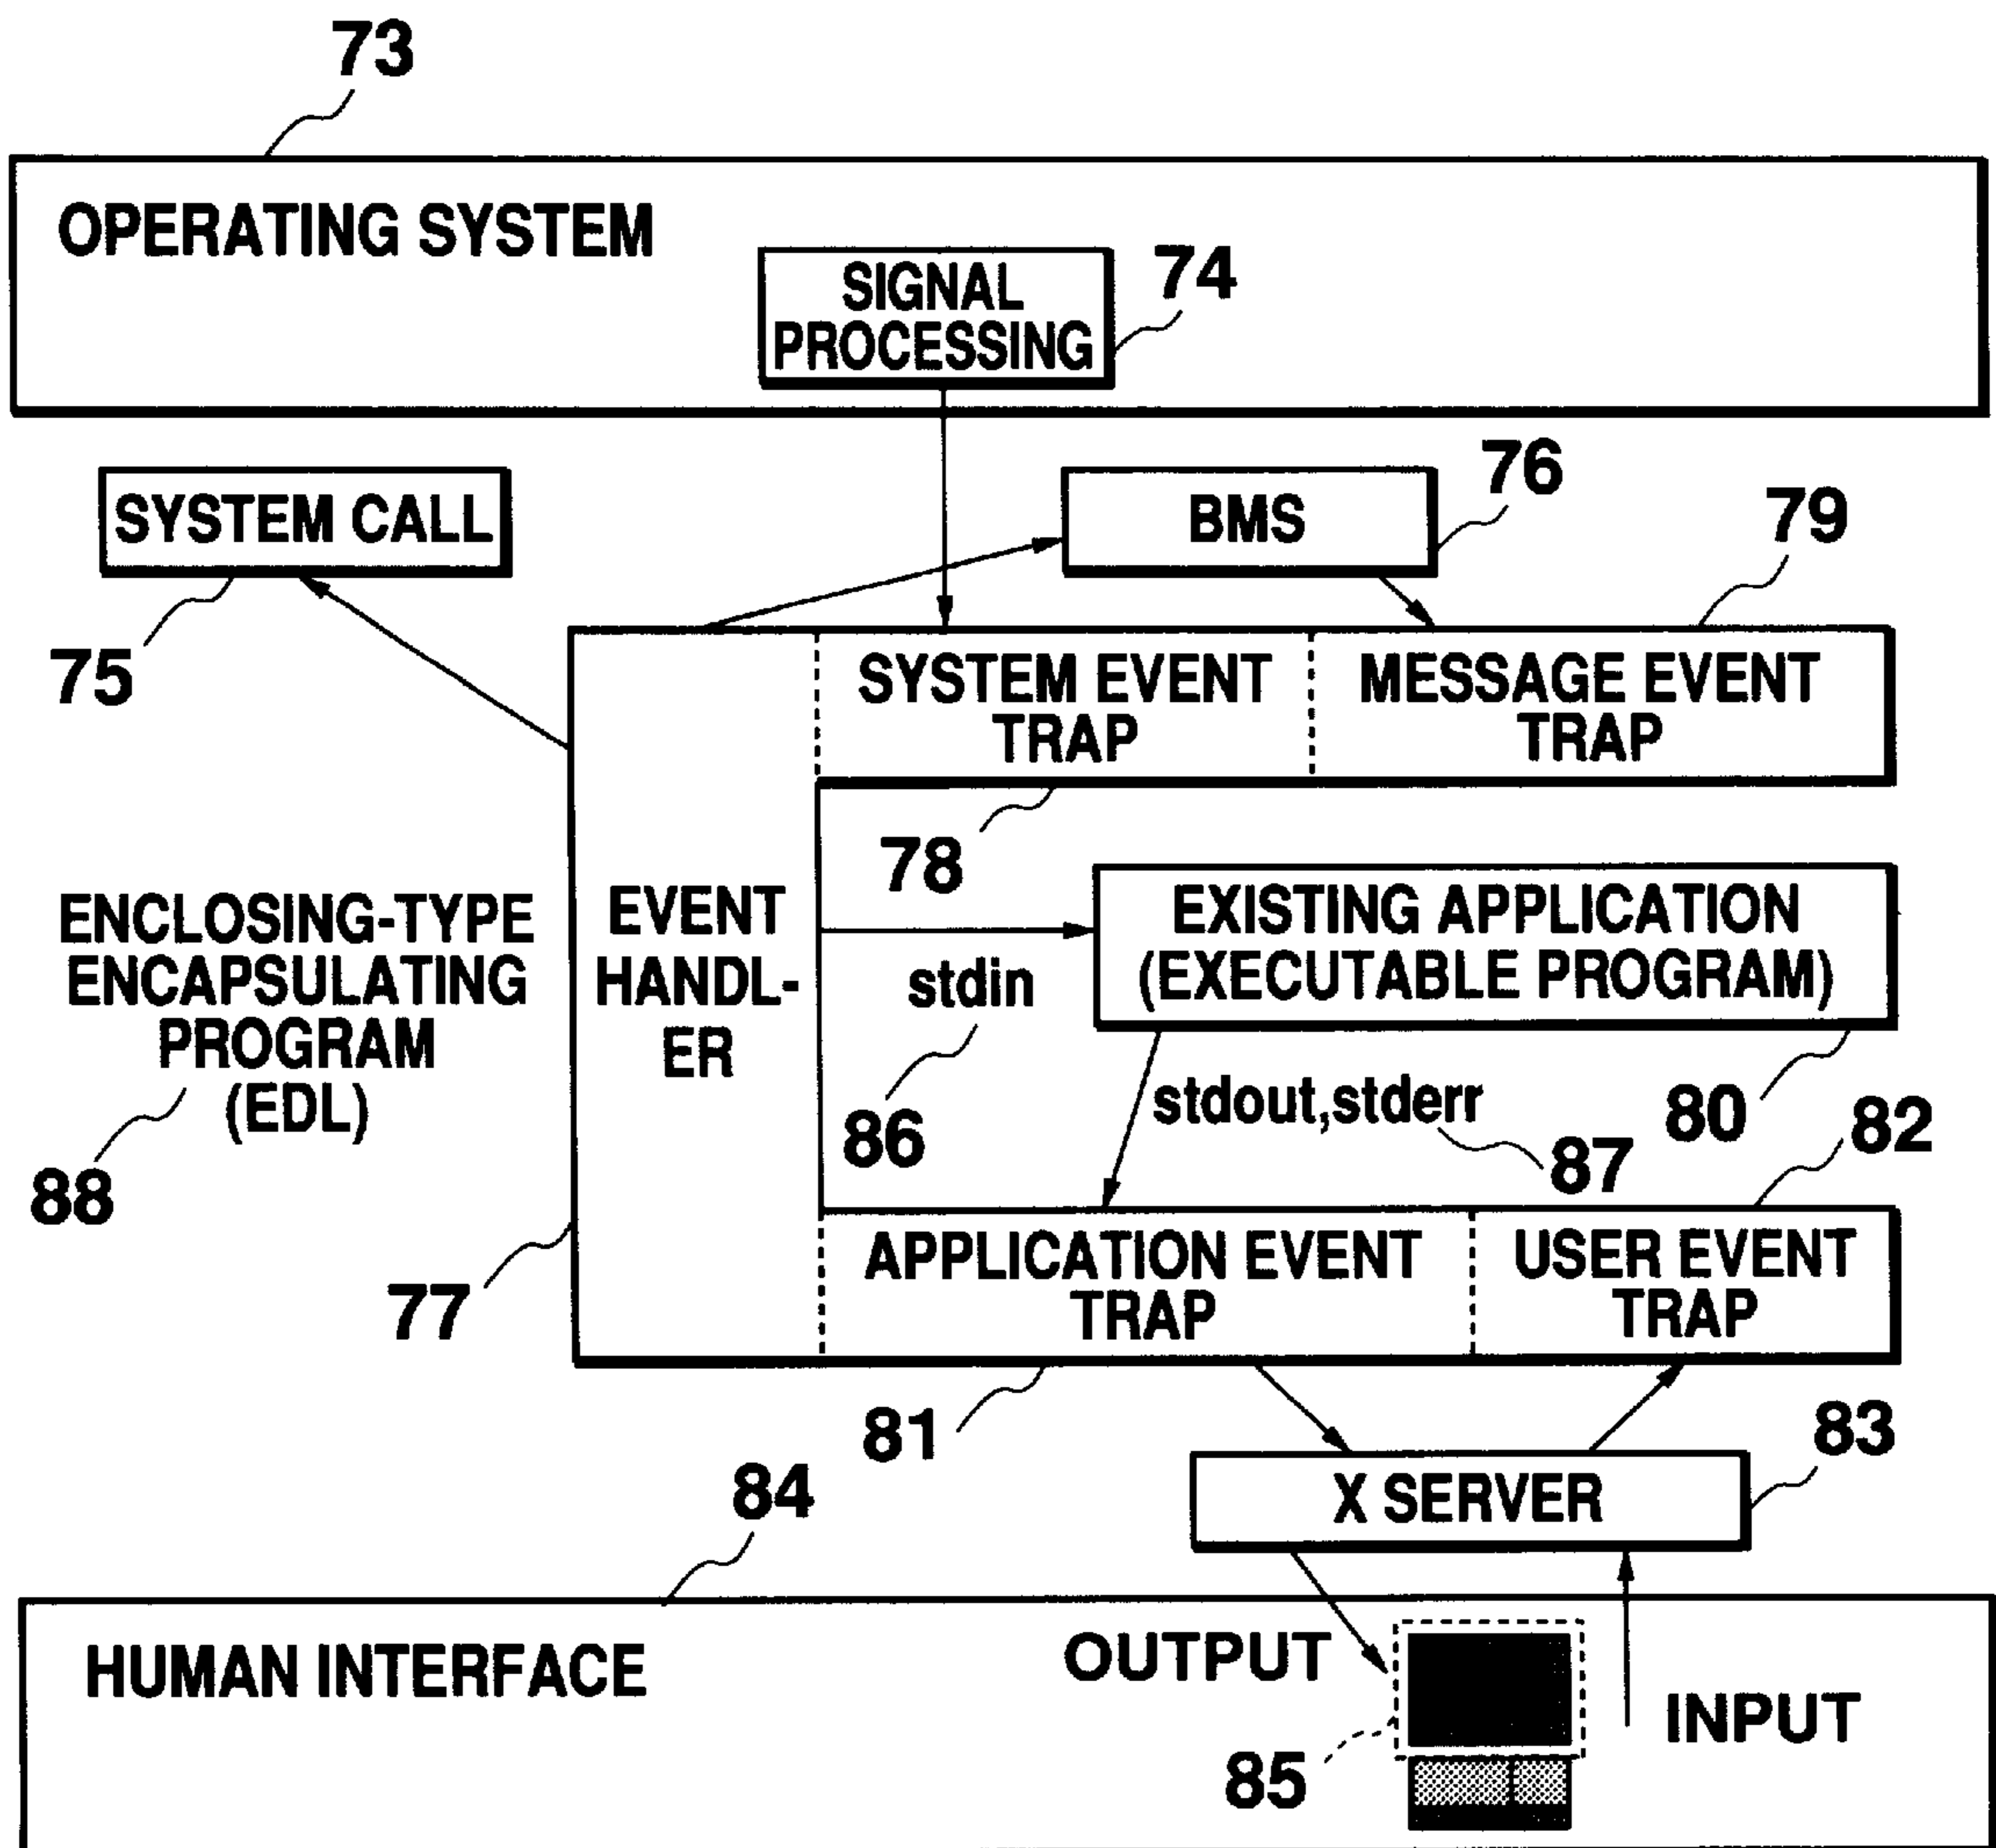 73
OPERATING SYSTEM
SIGNAL
PROCESSING
74
SYSTEM CALL
75
BMS
76
79
SYSTEM EVENT
TRAP
MESSAGE EVENT
TRAP
78
ENCLOSING-TYPE
ENCAPSULATING
PROGRAM
(EDL)
88
EVENT
HANDL-
ER
77
stdin
86
EXISTING APPLICATION
(EXECUTABLE PROGRAM)
80
stdout,stderr
87
82
APPLICATION EVENT
TRAP
USER EVENT
TRAP
81
X SERVER
83
84
HUMAN INTERFACE
OUTPUT
85
INPUT